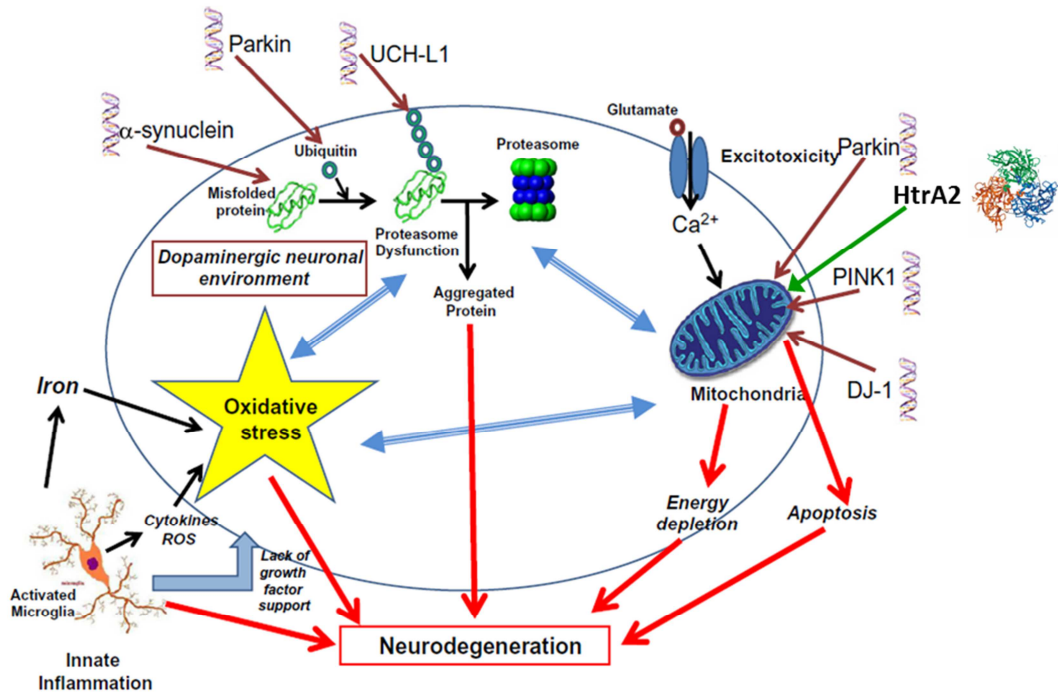 Parkin
UCH-L1
α-synuclein
Glutamate
Ubiquitin
Proteasome
Excitotoxicity
Parkin
HtrA2
Misfolded
protein
Ca2+
Proteasome
Dysfunction
Dopaminergic neuronal
environment
PINK1
Aggregated
Protein
Iron
Oxidative
stress
Mitochondria
DJ-1
Energy
depletion
Apoptosis
Cytokines
ROS
microglia
Activated
Microglia
Lack of
growth
factor
support
Neurodegeneration
Innate
Inflammation